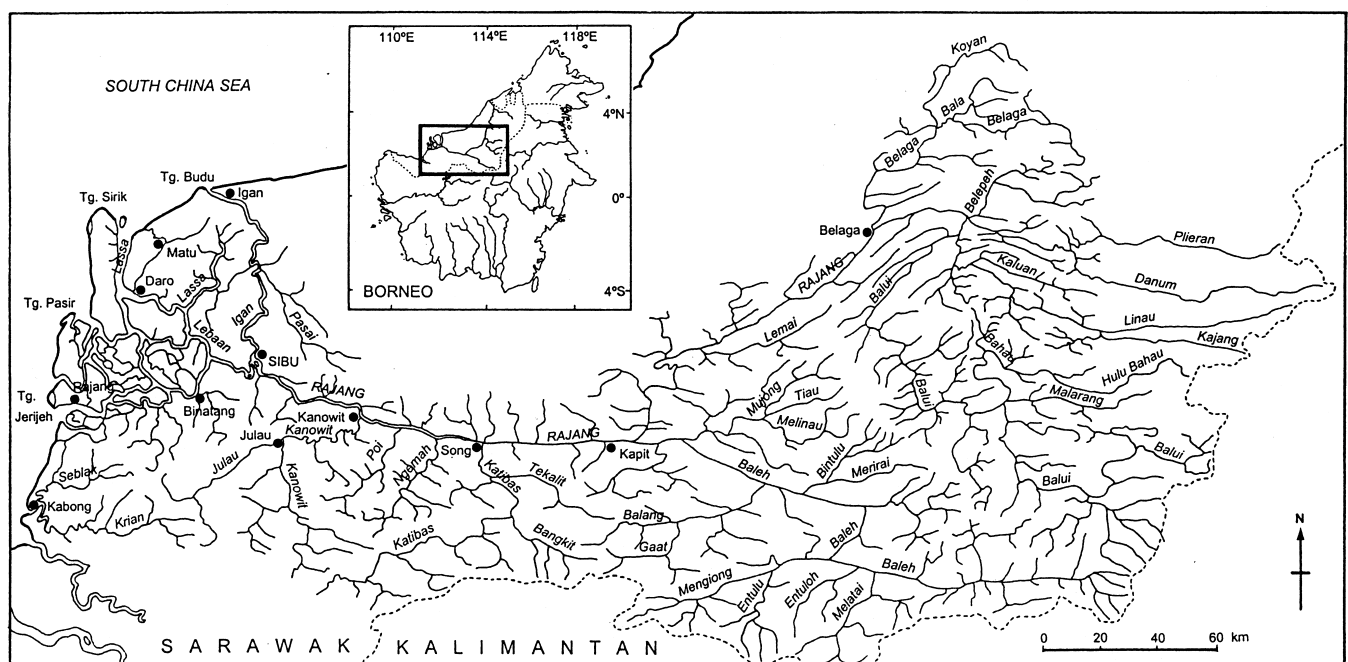 SOUTH CHINA SEA
110°E 114°E 118°E
4°N
0°
4°S
BORNEO
Koyan
Bala
Belaga
Belaga
Belepeh
Belaga
Tg. Budu
Igan
Tg. Sirik
Lassa
Matu
Daro
Lassa
Igan
Pasai
Tg. Pasir
Lebaan
SIBU
Rajang
Tg.
Jerijeh
Binatang
RAJANG
Kanowit
Kanowit
Julau
Julau
Kanowit
Poi
Ngemah
Song
Seblak
Kabong
Krian
Katibas
Katibas
Tekalit
Bangkit
Balang
Gaat
RAJANG
Kapit
RAJANG
Lemai
Balui
Kaluan
Plieran
Danum
Linau
Kajang
Bahau
Hulu Bahau
Malarang
Mujong
Tiau
Melinau
Balui
Bintulu
Merirai
Baleh
Balui
Balui
Baleh
Baleh
Mengiong
Entulu
Entuloh
Melatai
SARAWAK
KALIMANTAN
N
0 20 40 60 km